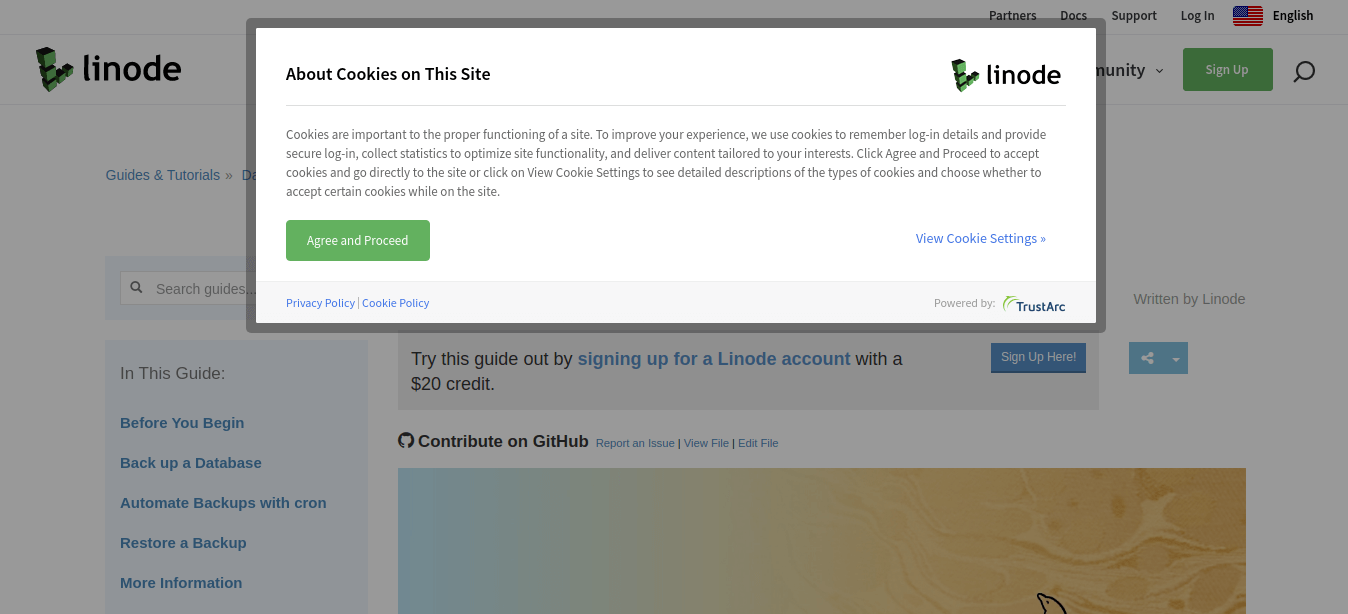 Partners Docs Support Log In English
linode
munity
Sign Up
About Cookies on This Site
linode
Cookies are important to the proper functioning of a site. To improve your experience, we use cookies to remember log-in details and provide
secure log-in, collect statistics to optimize site functionality, and deliver content tailored to your interests. Click Agree and Proceed to accept
cookies and go directly to the site or click on View Cookie Settings to see detailed descriptions of the types of cookies and choose whether to
accept certain cookies while on the site.
Agree and Proceed
View Cookie Settings »
Privacy Policy | Cookie Policy
Powered by: TrustArc
Guides & Tutorials » Da
Search guides...
Written by Linode
In This Guide:
Before You Begin
Back up a Database
Automate Backups with cron
Restore a Backup
More Information
Try this guide out by signing up for a Linode account with a
$20 credit.
Sign Up Here!
Contribute on GitHub Report an Issue | View File | Edit File